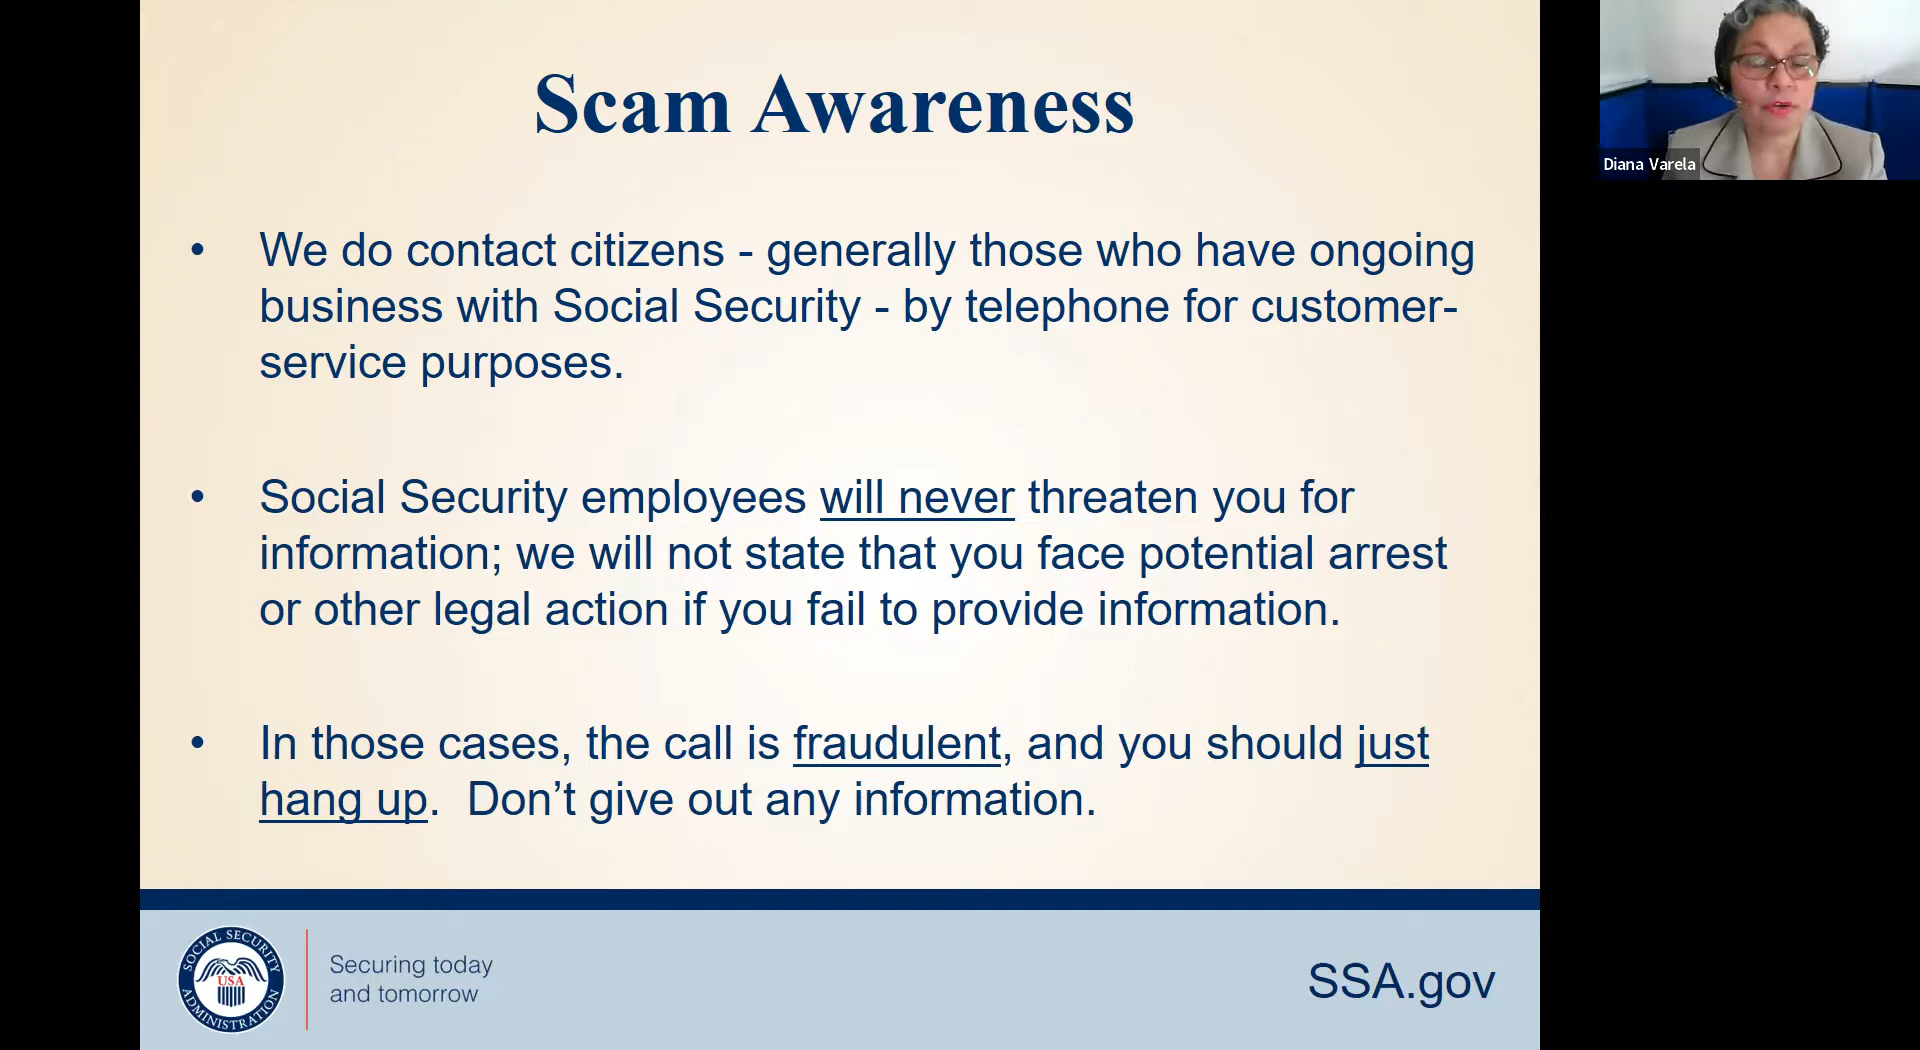 Scam Awareness
• We do contact citizens - generally those who have ongoing
business with Social Security - by telephone for customer-
service purposes.
• Social Security employees will never threaten you for
information; we will not state that you face potential arrest
or other legal action if you fail to provide information.
• In those cases, the call is fraudulent, and you should just
hang up.  Don’t give out any information.
SOCIAL SECURITY
USA
ADMINISTRATION
Securing today
and tomorrow
SSA.gov
Diana Varela